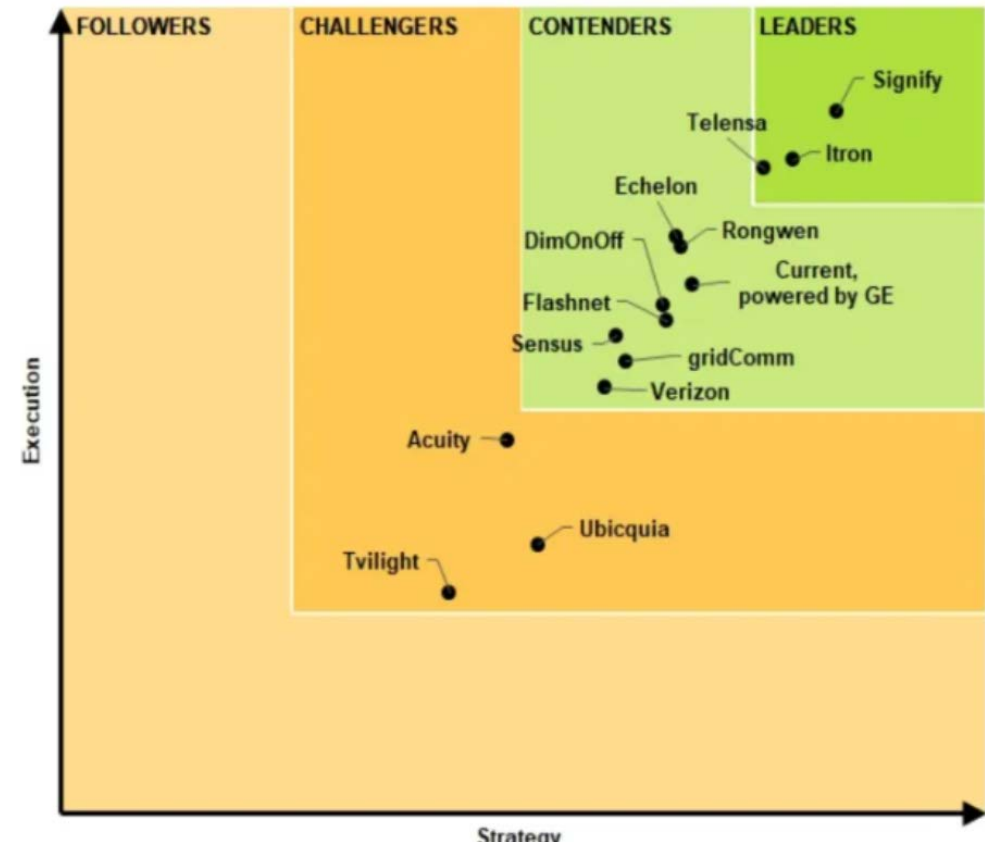 FOLLOWERS
CHALLENGERS
CONTENDERS
LEADERS
Signify
Telensa
Itron
Echelon
Rongwen
DimOnOff
Current,
powered by GE
Flashnet
Sensus
gridComm
Verizon
Acuity
Ubicquia
Tvilight
Execution
Strategy